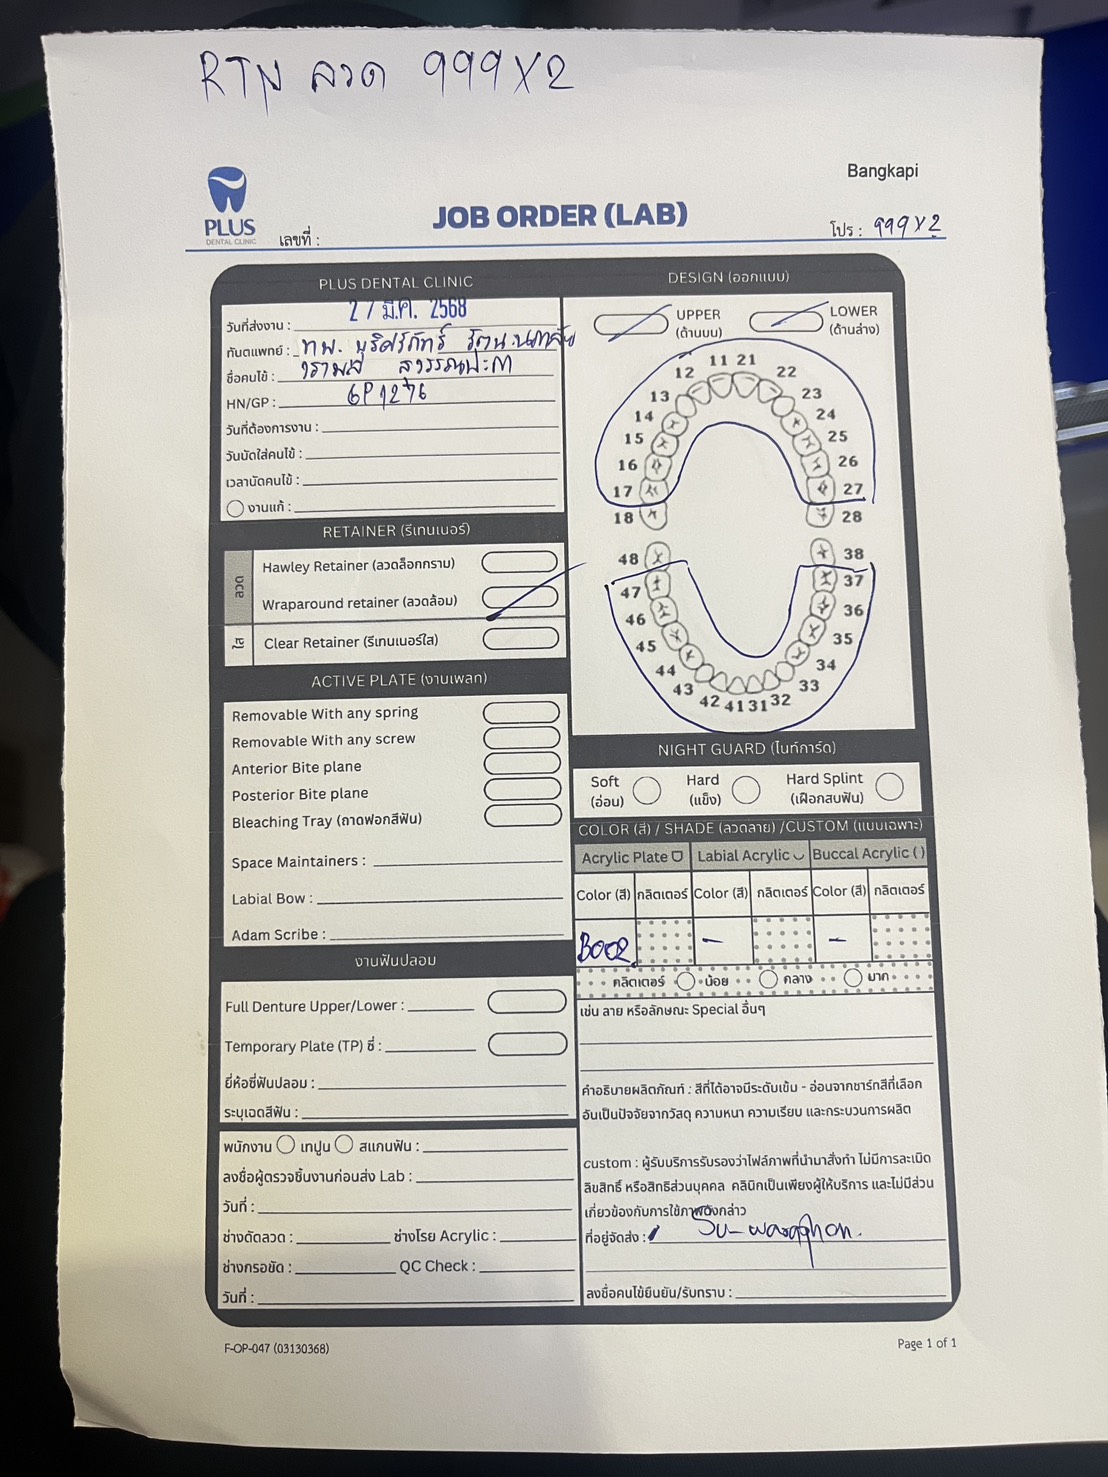 RTN ลวด 999X2
Bangkapi
PLUS
DENTAL CLINIC
เลขที่ :
JOB ORDER (LAB)
โปร : 999X2
PLUS DENTAL CLINIC
วันที่ส่งงาน : 27 มี.ค. 2568
ทันตแพทย์ : ทพ.
ชื่อคนไข้ :
HN/GP : GP1276
วันที่ต้องการงาน :
วันนัดใส่คนไข้ :
เวลานัดคนไข้ :
งานแก้ :
RETAINER (รีเทนเนอร์)
ลวด
Hawley Retainer (ลวดล็อกกราม)
Wraparound retainer (ลวดล้อม)
ใส
Clear Retainer (รีเทนเนอร์ใส)
ACTIVE PLATE (งานเพลท)
Removable With any spring
Removable With any screw
Anterior Bite plane
Posterior Bite plane
Bleaching Tray (ถาดฟอกสีฟัน)
Space Maintainers :
Labial Bow :
Adam Scribe :
งานฟันปลอม
Full Denture Upper/Lower :
Temporary Plate (TP) ซี่ :
ยี่ห้อซี่ฟันปลอม :
ระบุเฉดสีฟัน :
พนักงาน เทปูน สแกนฟัน :
ลงชื่อผู้ตรวจชิ้นงานก่อนส่ง Lab :
วันที่ :
ช่างดัดลวด : ช่างโรย Acrylic :
ช่างกรอขัด : QC Check :
วันที่ :
DESIGN (ออกแบบ)
UPPER
(ด้านบน)
LOWER
(ด้านล่าง)
11 21
12 22
13 23
14 24
15 25
16 26
17 27
18 28
48 38
47 37
46 36
45 35
44 34
43 33
42 41 31 32
NIGHT GUARD (ไนท์การ์ด)
Soft
(อ่อน)
Hard
(แข็ง)
Hard Splint
(เฝือกสบฟัน)
COLOR (สี) / SHADE (ลวดลาย) /CUSTOM (แบบเฉพาะ)
Acrylic Plate Labial Acrylic Buccal Acrylic ( )
Color (สี) กลิตเตอร์ Color (สี) กลิตเตอร์ Color (สี) กลิตเตอร์
B002 - -
กลิตเตอร์ น้อย กลาง มาก
เช่น ลาย หรือลักษณะ Special อื่นๆ
คำอธิบายผลิตภัณฑ์ : สีที่ได้อาจมีระดับเข้ม - อ่อนจากชาร์ทสีที่เลือก
อันเป็นปัจจัยจากวัสดุ ความหนา ความเรียบ และกระบวนการผลิต
custom : ผู้รับบริการรับรองว่าไฟล์ภาพที่นำมาสั่งทำ ไม่มีการละเมิด
ลิขสิทธิ์ หรือสิทธิส่วนบุคคล คลินิกเป็นเพียงผู้ให้บริการ และไม่มีส่วน
เกี่ยวข้องกับการใช้ภาพดังกล่าว
ที่อยู่จัดส่ง :
ลงชื่อคนไข้ยืนยัน/รับทราบ :
F-OP-047 (03130368)
Page 1 of 1